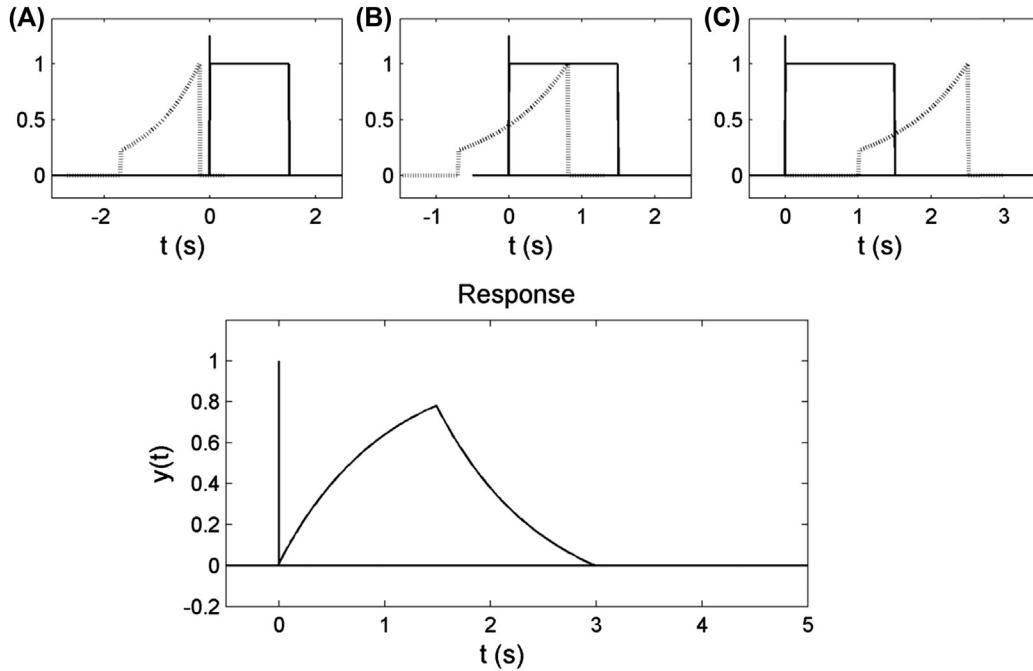 (A) (B) (C)
1 1 1
0.5 0.5 0.5
0 0 0
-2 0 2 -1 0 1 2 0 1 2 3
t (s) t (s) t (s)
Response
1
0.8
0.6
y(t)
0.4
0.2
0
-0.2
0 1 2 3 4 5
t (s)